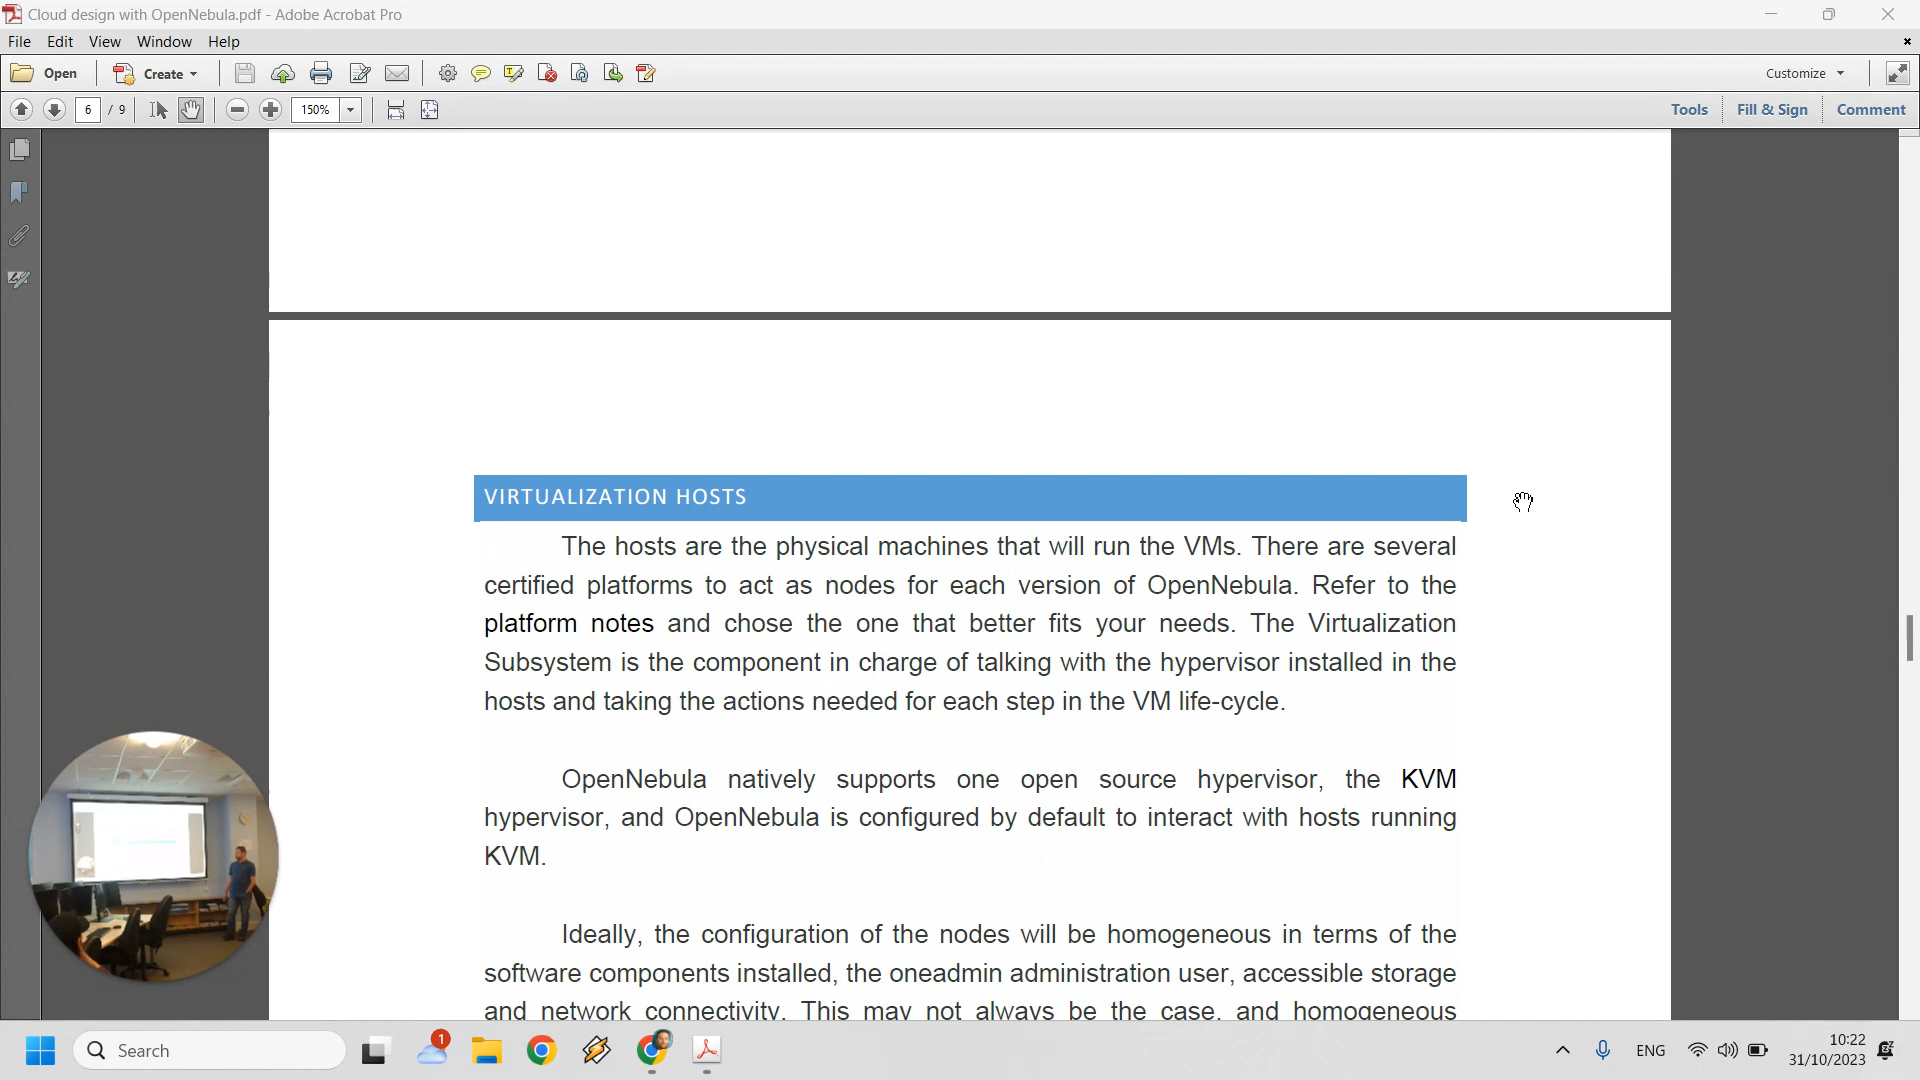 Cloud design with OpenNebula.pdf - Adobe Acrobat Pro
File Edit View Window Help
Open Create Customize
6 / 9 150% Tools Fill & Sign Comment
VIRTUALIZATION HOSTS
The hosts are the physical machines that will run the VMs. There are several
certified platforms to act as nodes for each version of OpenNebula. Refer to the
platform notes and chose the one that better fits your needs. The Virtualization
Subsystem is the component in charge of talking with the hypervisor installed in the
hosts and taking the actions needed for each step in the VM life-cycle.
OpenNebula natively supports one open source hypervisor, the KVM
hypervisor, and OpenNebula is configured by default to interact with hosts running
KVM.
Ideally, the configuration of the nodes will be homogeneous in terms of the
software components installed, the oneadmin administration user, accessible storage
and network connectivity. This may not always be the case, and homogeneous
Search 1 ENG 10:22
31/10/2023